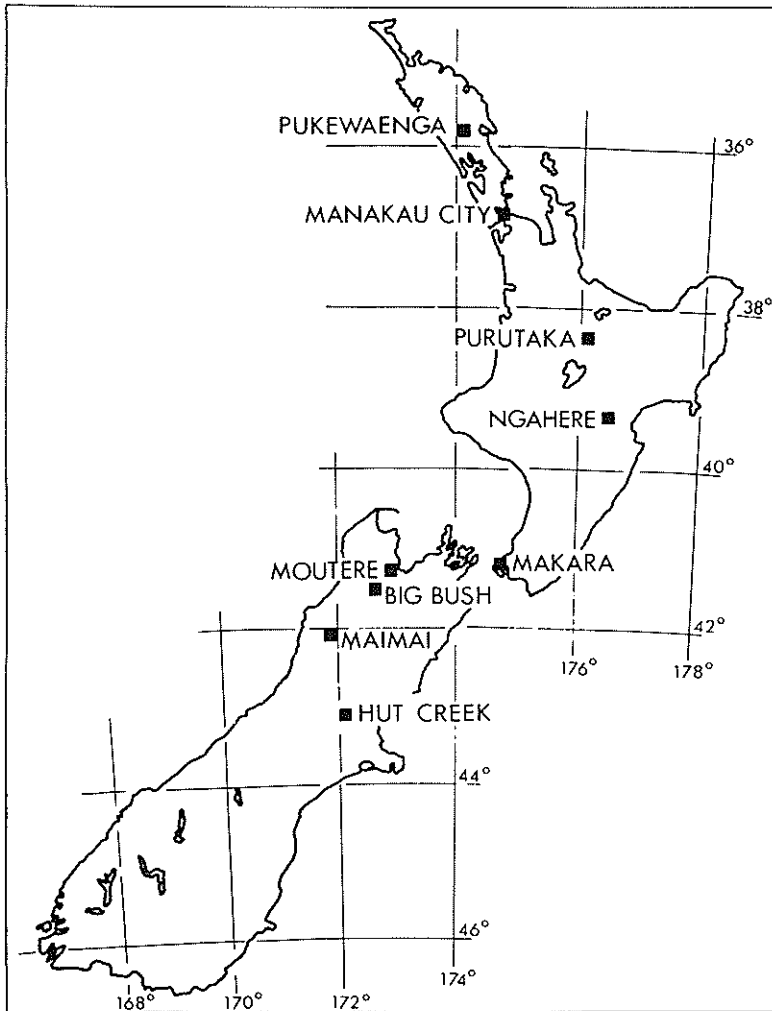 PUKEWAENGA
36°
MANAKAU CITY
38°
PURUTAKA
NGAHERE
40°
MOUTERE
MAKARA
BIG BUSH
MAIMAI
42°
176°
178°
HUT CREEK
44°
46°
168°
170°
172°
174°